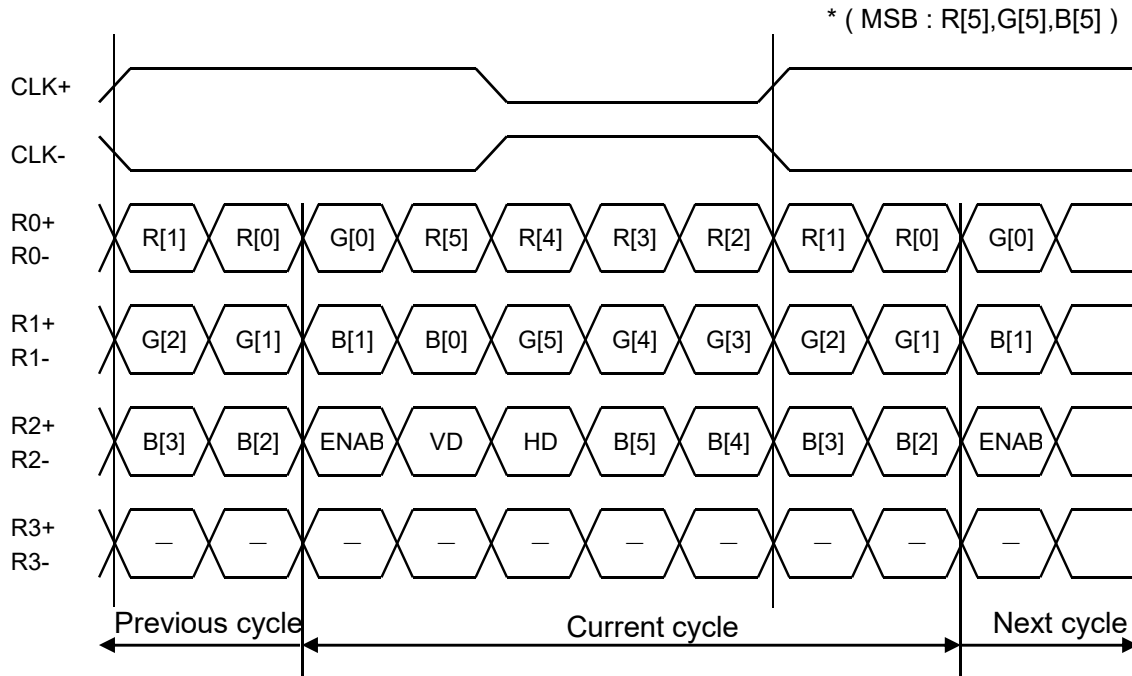 * ( MSB : R[5],G[5],B[5] )
CLK+
CLK-
R0+
R0-
R[1] R[0] G[0] R[5] R[4] R[3] R[2] R[1] R[0] G[0]
R1+
R1-
G[2] G[1] B[1] B[0] G[5] G[4] G[3] G[2] G[1] B[1]
R2+
R2-
B[3] B[2] ENAB VD HD B[5] B[4] B[3] B[2] ENAB
R3+
R3-
— — — — — — — — — —
Previous cycle Current cycle Next cycle